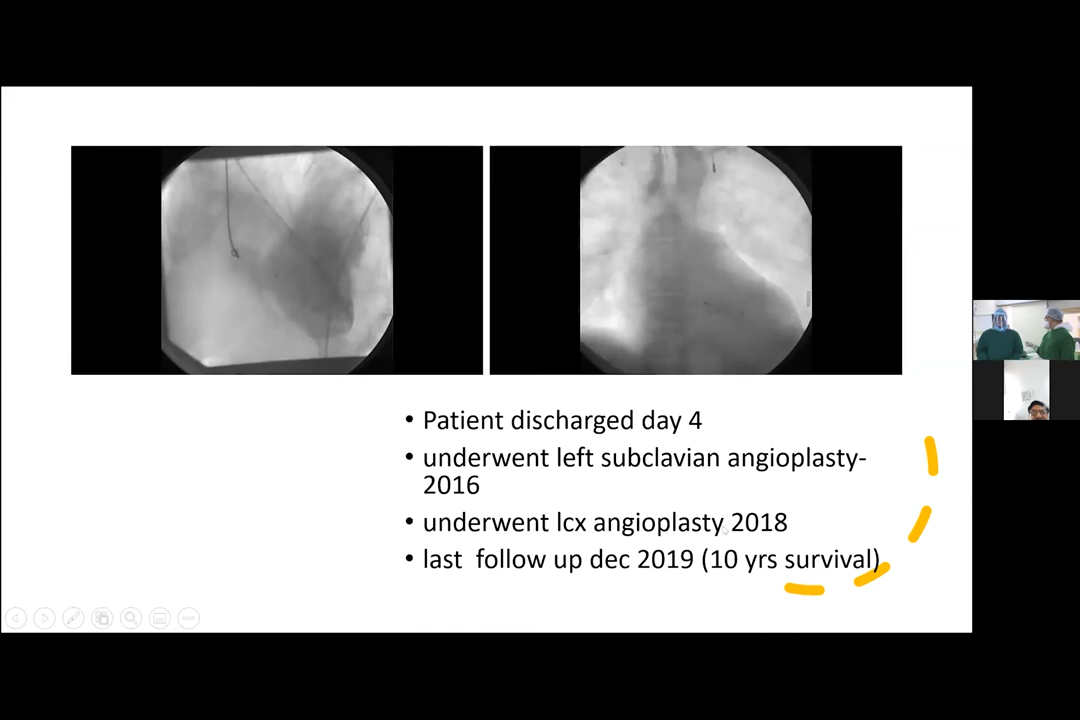 • Patient discharged day 4
• underwent left subclavian angioplasty-
2016
• underwent lcx angioplasty 2018
• last  follow up dec 2019 (10 yrs survival)